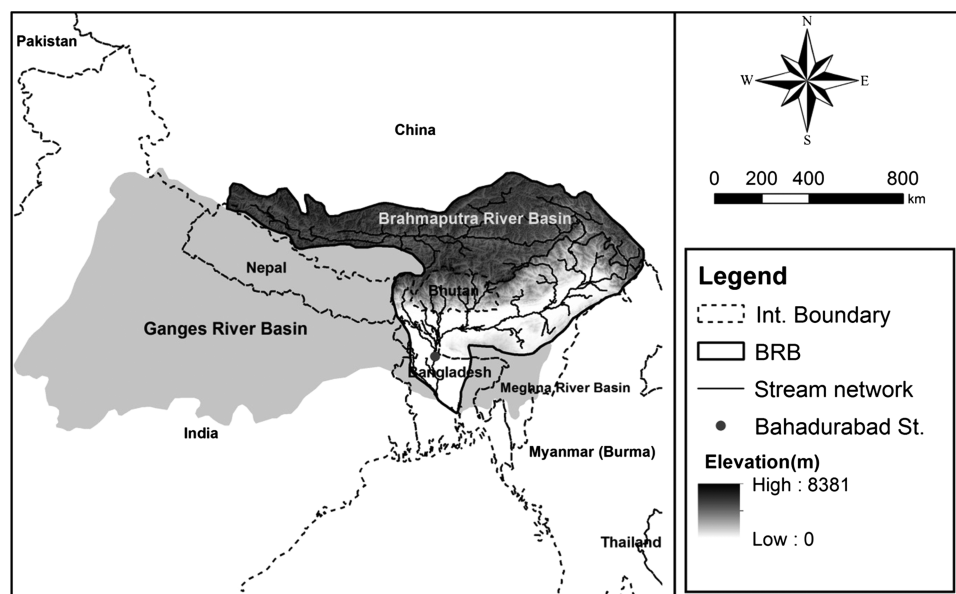 Pakistan
China
Brahmaputra River Basin
Nepal
Bhutan
Ganges River Basin
Bangladesh
Meghna River Basin
India
Myanmar (Burma)
Thailand
N
W E
S
0 200 400 800
km
Legend
Int. Boundary
BRB
Stream network
Bahadurabad St.
Elevation(m)
High : 8381
Low : 0